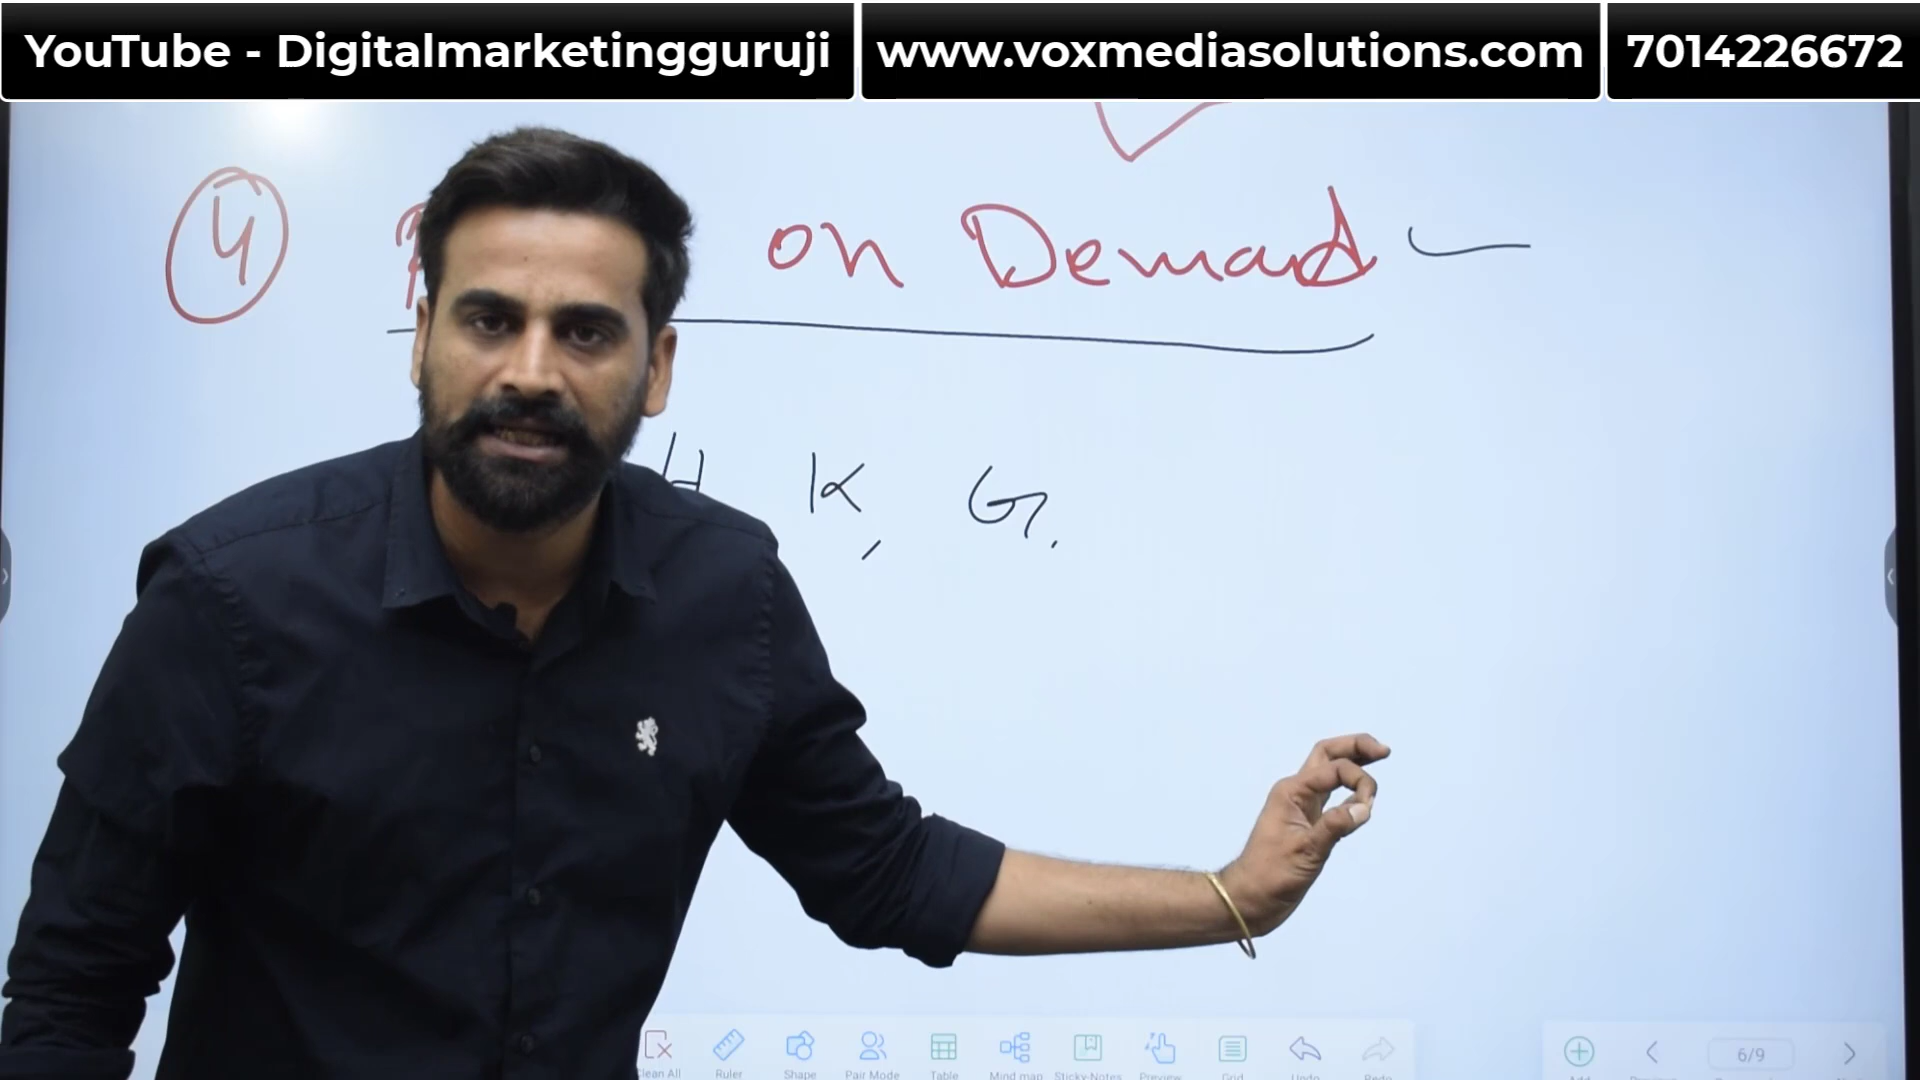 YouTube - Digitalmarketingguruji www.voxmediasolutions.com 7014226672
4 on Demand
H K, G.
Clean All Ruler Shape Pair Mode Table Mind map Sticky-Notes Preview Grid Undo Redo Add 6/9